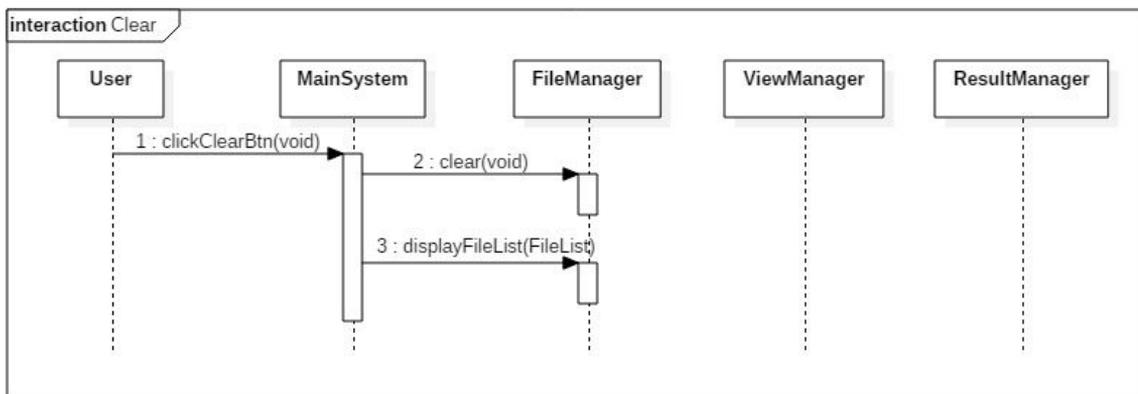 interaction Clear
User
MainSystem
FileManager
ViewManager
ResultManager
1 : clickClearBtn(void)
2 : clear(void)
3 : displayFileList(FileList)